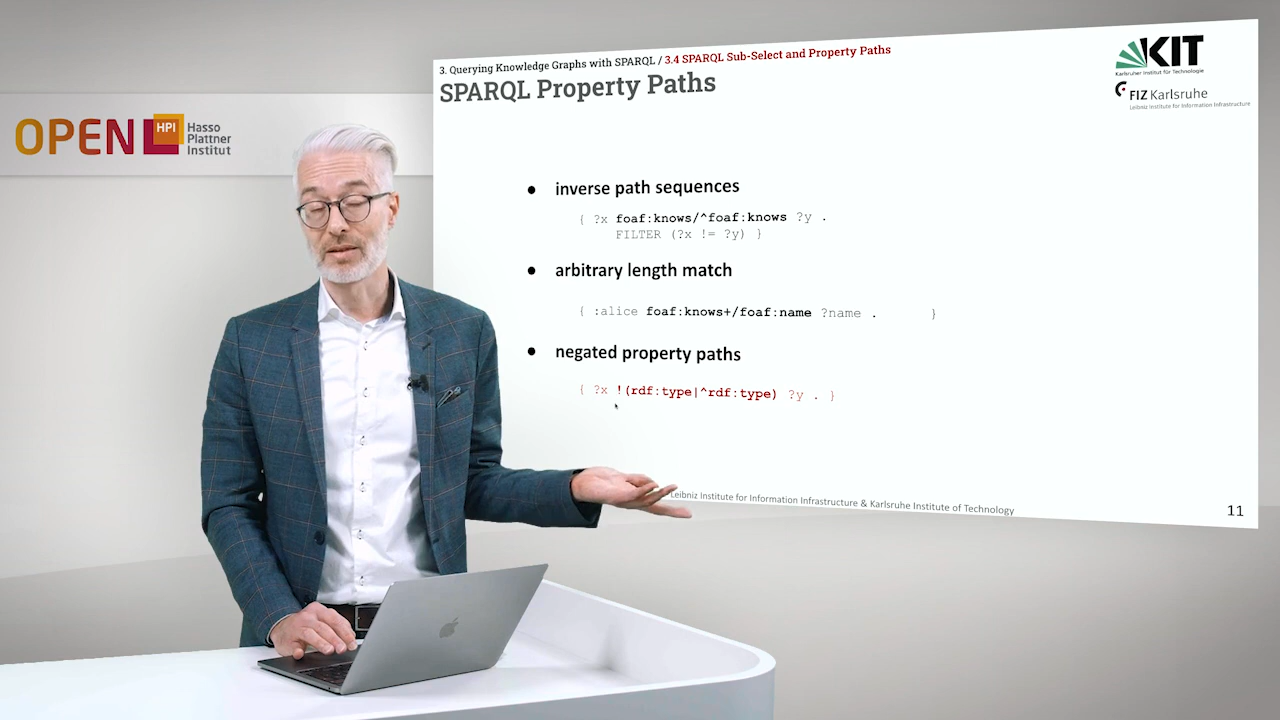 OPEN HPI Hasso
Plattner
Institut
3. Querying Knowledge Graphs with SPARQL / 3.4 SPARQL Sub-Select and Property Paths
SPARQL Property Paths
KIT
Karlsruher Institut für Technologie
FIZ Karlsruhe
Leibniz Institute for Information Infrastructure
● inverse path sequences
{ ?x foaf:knows/^foaf:knows ?y .
FILTER (?x != ?y) }
● arbitrary length match
{ :alice foaf:knows+/foaf:name ?name . }
● negated property paths
{ ?x !(rdf:type|^rdf:type) ?y . }
Leibniz Institute for Information Infrastructure & Karlsruhe Institute of Technology
11